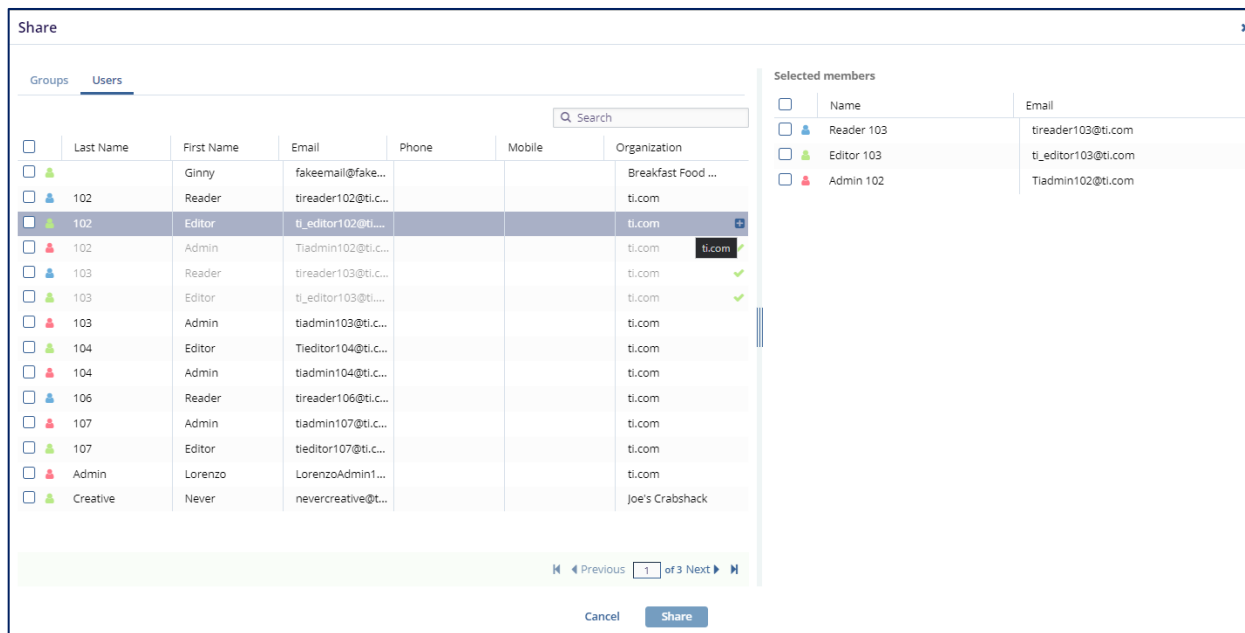 Share
Groups Users
Search
Last Name First Name Email Phone Mobile Organization
Ginny fakeemail@fake... Breakfast Food ...
102 Reader tireader102@ti.c... ti.com
102 Editor ti_editor102@ti.... ti.com
102 Admin Tiadmin102@ti.c... ti.com
ti.com
103 Reader tireader103@ti.c... ti.com
103 Editor ti_editor103@ti.... ti.com
103 Admin tiadmin103@ti.c... ti.com
104 Editor Tieditor104@ti.c... ti.com
104 Admin tiadmin104@ti.c... ti.com
106 Reader tireader106@ti.c... ti.com
107 Admin tiadmin107@ti.c... ti.com
107 Editor tieditor107@ti.c... ti.com
Admin Lorenzo LorenzoAdmin1... ti.com
Creative Never nevercreative@t... Joe's Crabshack
Previous 1 of 3 Next
Selected members
Name Email
Reader 103 tireader103@ti.com
Editor 103 ti_editor103@ti.com
Admin 102 Tiadmin102@ti.com
Cancel Share